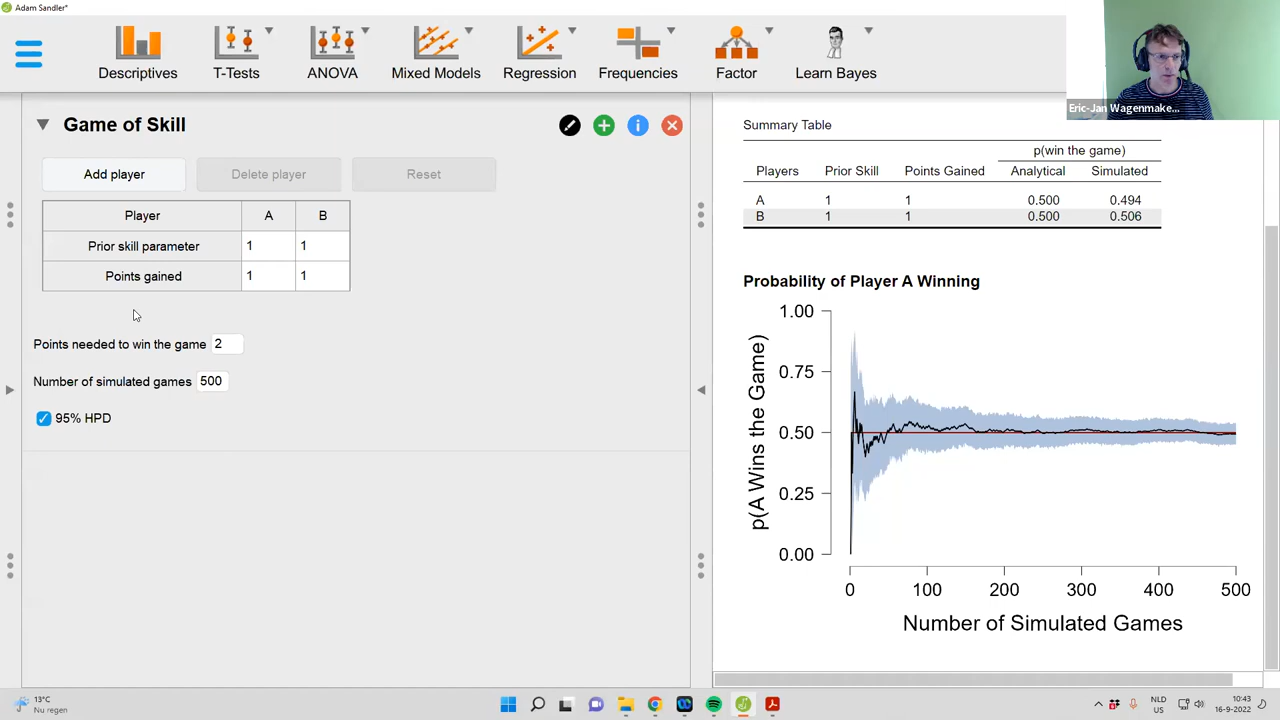 Adam Sandler*
Descriptives
T-Tests
ANOVA
Mixed Models
Regression
Frequencies
Factor
Learn Bayes
Eric-Jan Wagenmake...
Game of Skill
Add player
Delete player
Reset
Player A B
Prior skill parameter 1 1
Points gained 1 1
Points needed to win the game 2
Number of simulated games 500
95% HPD
Summary Table
p(win the game)
Players Prior Skill Points Gained Analytical Simulated
A 1 1 0.500 0.494
B 1 1 0.500 0.506
Probability of Player A Winning
p(A Wins the Game)
1.00
0.75
0.50
0.25
0.00
0 100 200 300 400 500
Number of Simulated Games
13°C
Nu regen
NLD
US
10:43
16-9-2022